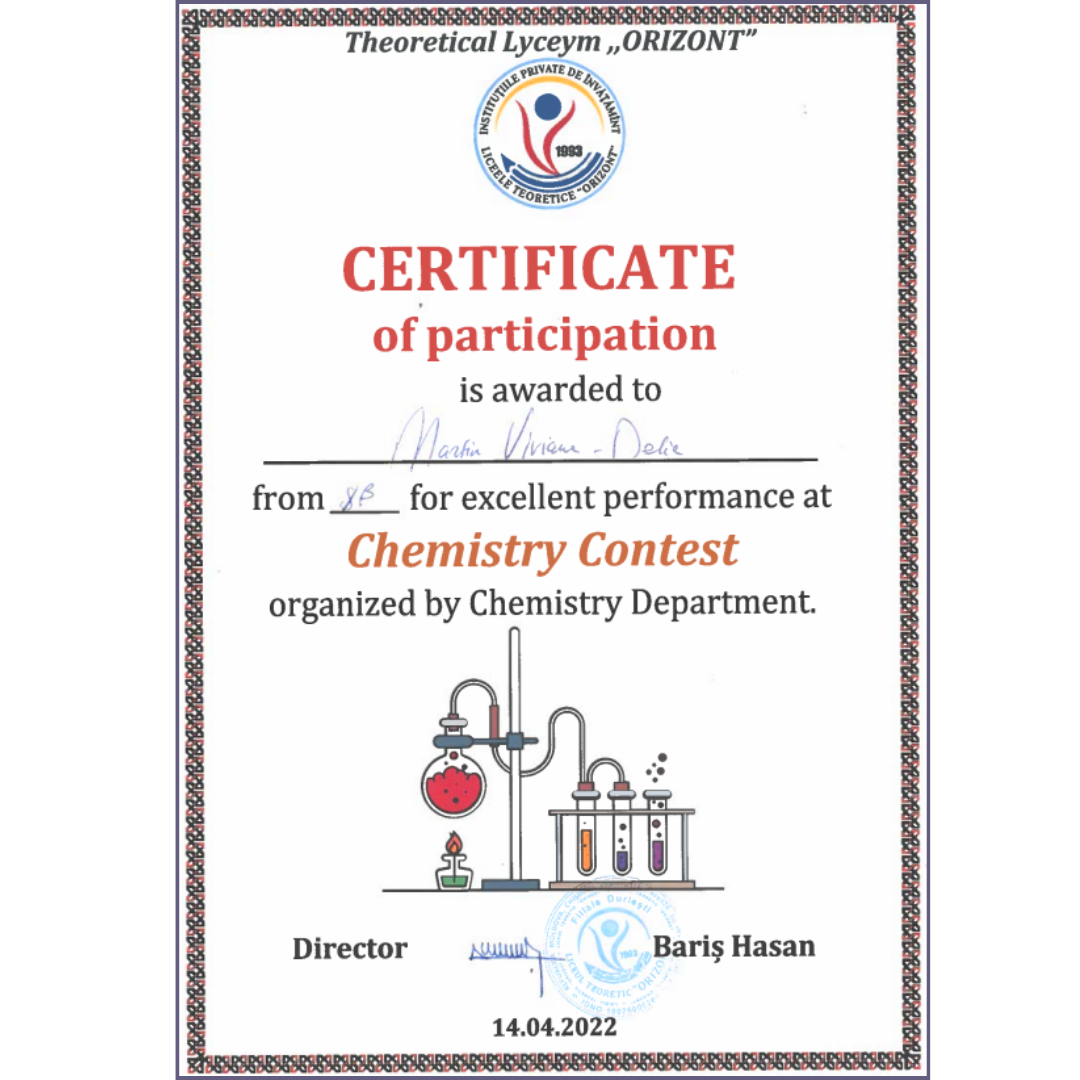 Theoretical Lyceym „ORIZONT”
INSTITUȚIILE PRIVATE DE ÎNVĂȚĂMÎNT
1993
LICEELE TEORETICE "ORIZONT"
CERTIFICATE
of participation
is awarded to
Martin Viviana - Delia
from 8B for excellent performance at
Chemistry Contest
organized by Chemistry Department.
Filiala Durlești
1993
LICEUL TEORETIC "ORIZO
Director Bariş Hasan
14.04.2022